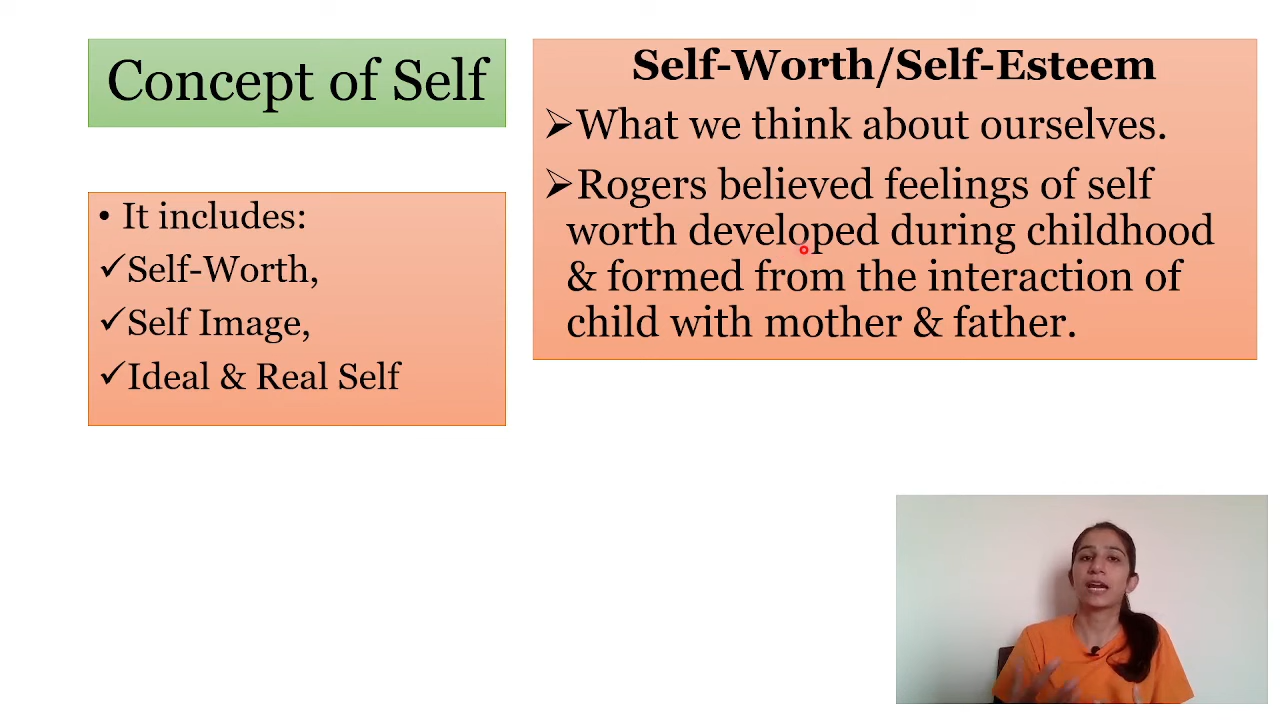 Concept of Self
• It includes:
✓Self-Worth,
✓Self Image,
✓Ideal & Real Self
Self-Worth/Self-Esteem
➢What we think about ourselves.
➢Rogers believed feelings of self
worth developed during childhood
& formed from the interaction of
child with mother & father.